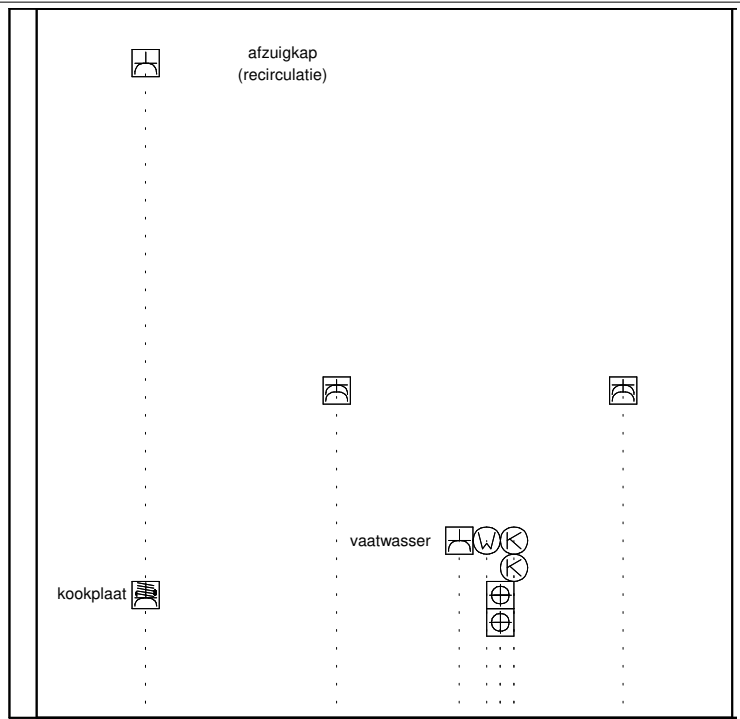 afzuigkap
(recirculatie)
vaatwasser
W
K
K
kookplaat